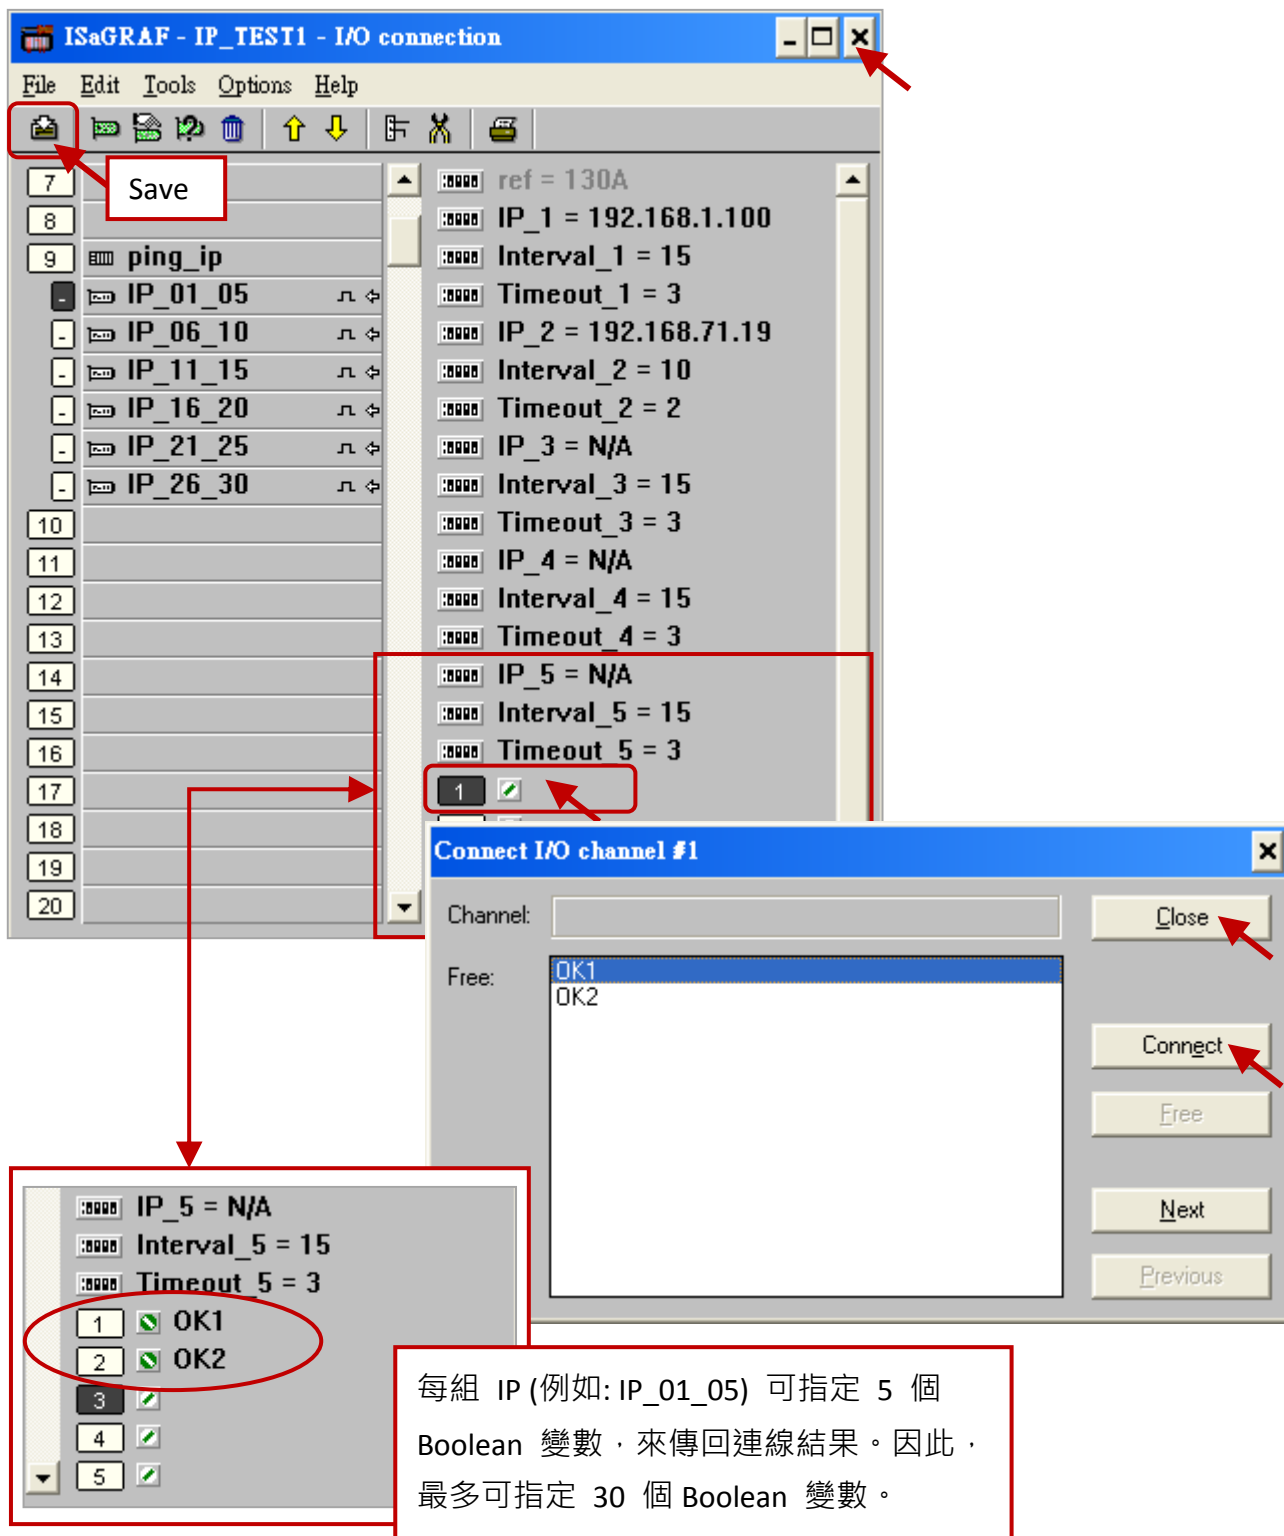 ISaGRAF - IP_TEST1 - I/O connection
File Edit Tools Options Help
Save
7
8
9 ping_ip
- IP_01_05
- IP_06_10
- IP_11_15
- IP_16_20
- IP_21_25
- IP_26_30
10
11
12
13
14
15
16
17
18
19
20
ref = 130A
IP_1 = 192.168.1.100
Interval_1 = 15
Timeout_1 = 3
IP_2 = 192.168.71.19
Interval_2 = 10
Timeout_2 = 2
IP_3 = N/A
Interval_3 = 15
Timeout_3 = 3
IP_4 = N/A
Interval_4 = 15
Timeout_4 = 3
IP_5 = N/A
Interval_5 = 15
Timeout_5 = 3
1
Connect I/O channel #1
Channel:
Close
Free:
OK1
OK2
Connect
Free
Next
Previous
IP_5 = N/A
Interval_5 = 15
Timeout_5 = 3
1 OK1
2 OK2
3
4
5
每組 IP (例如: IP_01_05) 可指定 5 個
Boolean 變數，來傳回連線結果。因此，
最多可指定 30 個 Boolean 變數。